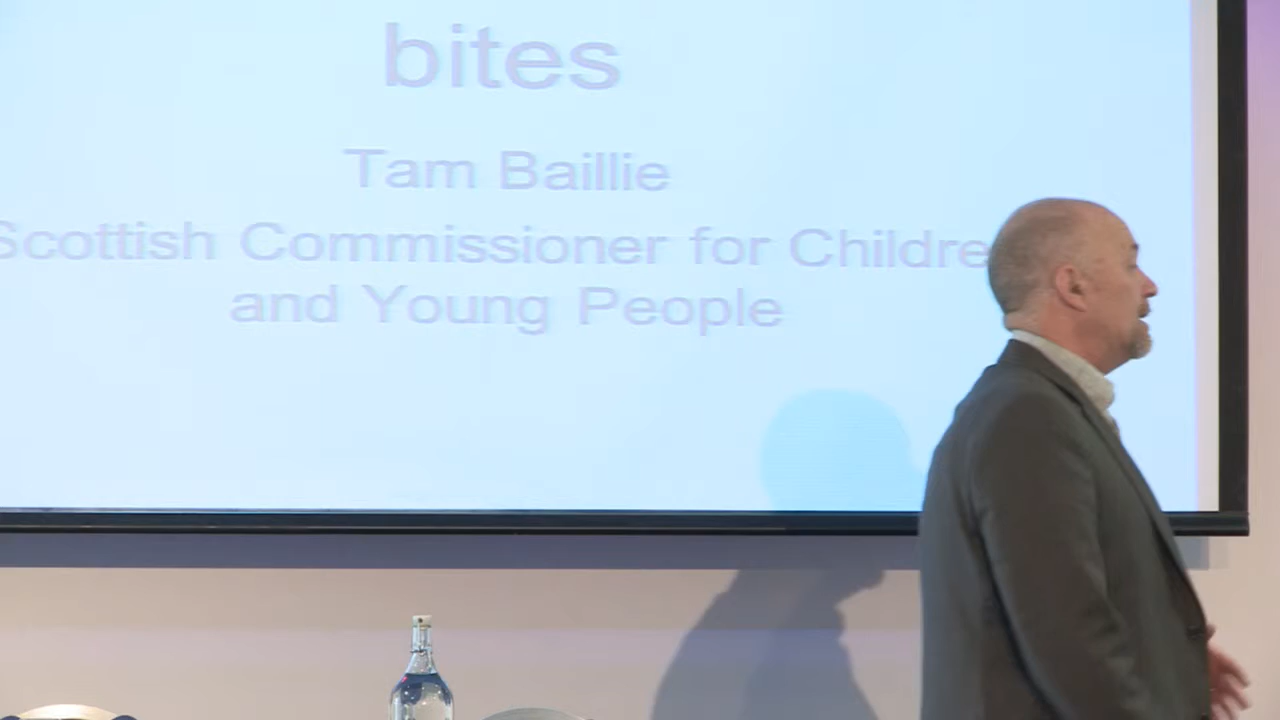 bites
Tam Baillie
Scottish Commissioner for Childre
and Young People